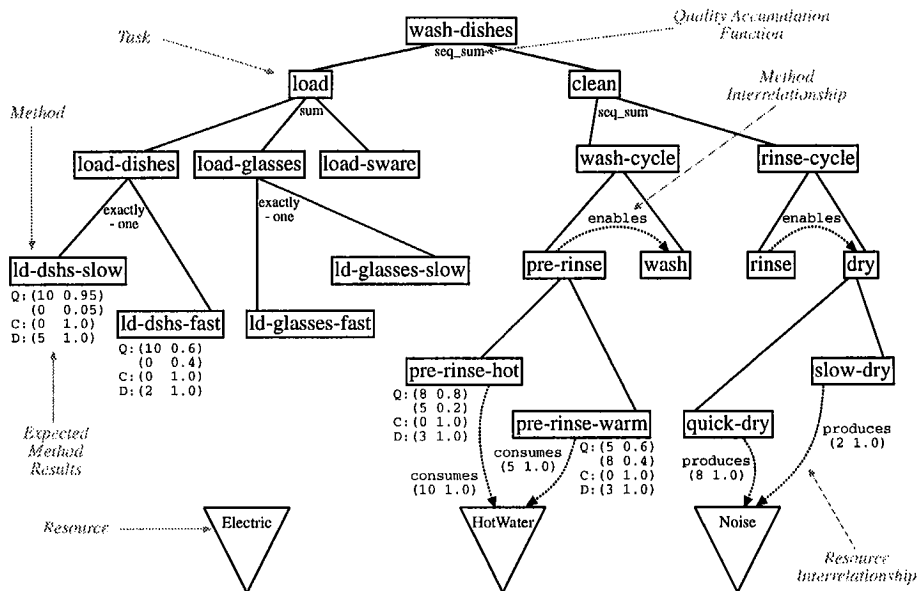 Task
wash-dishes
Quality Accumulation
Function
seq_sum
load
clean
Method
Interrelationship
Method
sum
seq_sum
load-dishes
load-glasses
load-sware
wash-cycle
rinse-cycle
exactly
- one
exactly
- one
enables
enables
ld-dshs-slow
ld-glasses-slow
pre-rinse
wash
rinse
dry
Q:(10 0.95)
(0 0.05)
C:(0 1.0)
D:(5 1.0)
ld-dshs-fast
ld-glasses-fast
Q:(10 0.6)
(0 0.4)
C:(0 1.0)
D:(2 1.0)
pre-rinse-hot
slow-dry
Q:(8 0.8)
(5 0.2)
C:(0 1.0)
D:(3 1.0)
pre-rinse-warm
quick-dry
Expected
Method
Results
Q:(5 0.6)
(8 0.4)
C:(0 1.0)
D:(3 1.0)
consumes
(5 1.0)
consumes
(10 1.0)
produces
(8 1.0)
produces
(2 1.0)
Resource
Electric
HotWater
Noise
Resource
Interrelationship